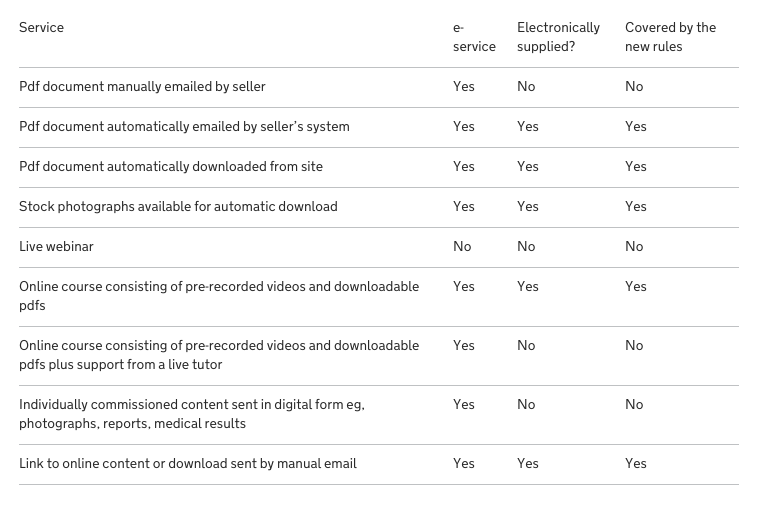 Service e-service Electronically supplied? Covered by the new rules
Pdf document manually emailed by seller Yes No No
Pdf document automatically emailed by seller's system Yes Yes Yes
Pdf document automatically downloaded from site Yes Yes Yes
Stock photographs available for automatic download Yes Yes Yes
Live webinar No No No
Online course consisting of pre-recorded videos and downloadable Yes Yes Yes
pdfs
Online course consisting of pre-recorded videos and downloadable Yes No No
pdfs plus support from a live tutor
Individually commissioned content sent in digital form eg, Yes No No
photographs, reports, medical results
Link to online content or download sent by manual email Yes Yes Yes